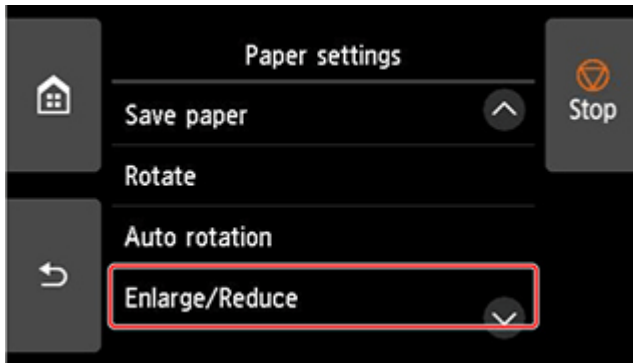 Paper settings
Save paper
Stop
Rotate
Auto rotation
Enlarge/Reduce